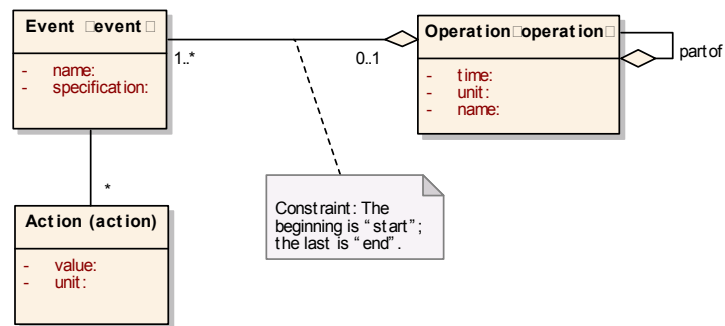 Event □event□
- name:
- specification:
1..*
0..1
Operation□operation□
- time:
- unit:
- name:
part of
*
Constraint: The
beginning is “start”;
the last is “end”.
Action (action)
- value:
- unit: